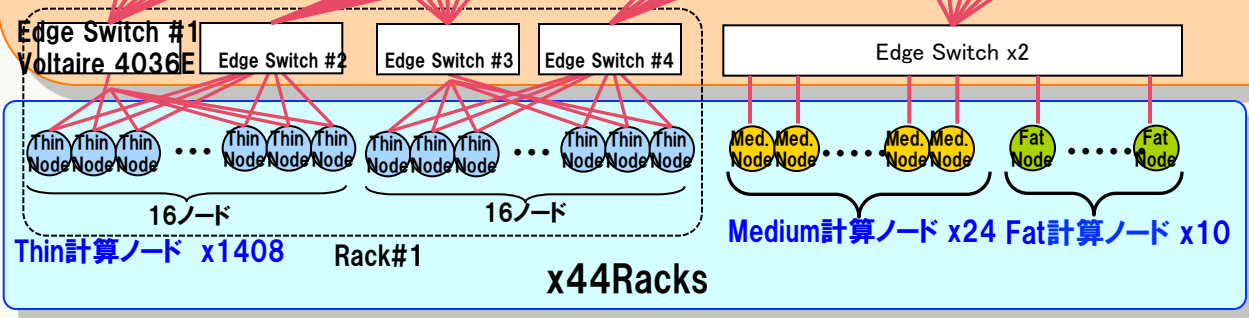 Edge Switch #1
Voltaire 4036E
Edge Switch #2
Edge Switch #3
Edge Switch #4
Edge Switch x2
Thin Node
Thin Node
Thin Node
•••
Thin Node
Thin Node
Thin Node
Thin Node
Thin Node
Thin Node
•••
Thin Node
Thin Node
Thin Node
Med. Node
Med. Node
•••••
Med. Node
Med. Node
Fat Node
••••••
Fat Node
16ノード
16ノード
Thin計算ノード x1408
Rack#1
Medium計算ノード x24
Fat計算ノード x10
x44Racks